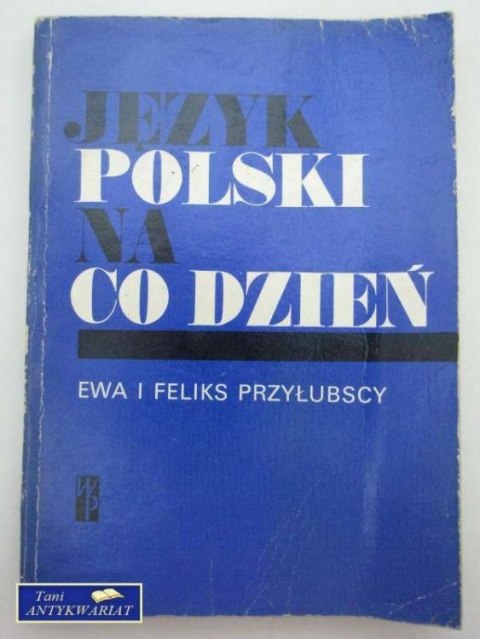 JĘZYK
POLSKI
NA
CO DZIEŃ
EWA I FELIKS PRZYŁUBSCY
WP
Tani
ANTYKWARIAT